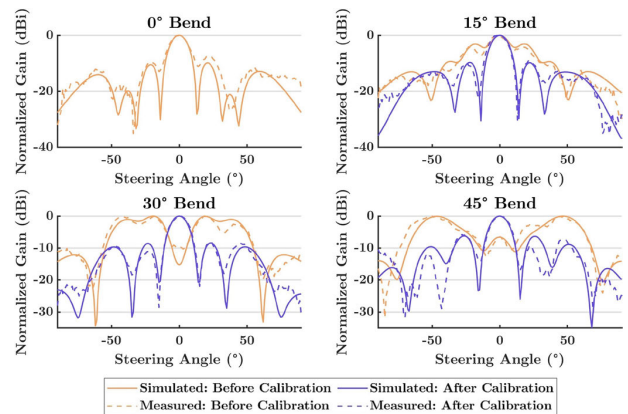 0° Bend
Normalized Gain (dBi)
0
-20
-40
-50
0
50
Steering Angle (°)
15° Bend
Normalized Gain (dBi)
0
-20
-40
-50
0
50
Steering Angle (°)
30° Bend
Normalized Gain (dBi)
0
-10
-20
-30
-50
0
50
Steering Angle (°)
45° Bend
Normalized Gain (dBi)
0
-10
-20
-30
-50
0
50
Steering Angle (°)
Simulated: Before Calibration
Simulated: After Calibration
Measured: Before Calibration
Measured: After Calibration